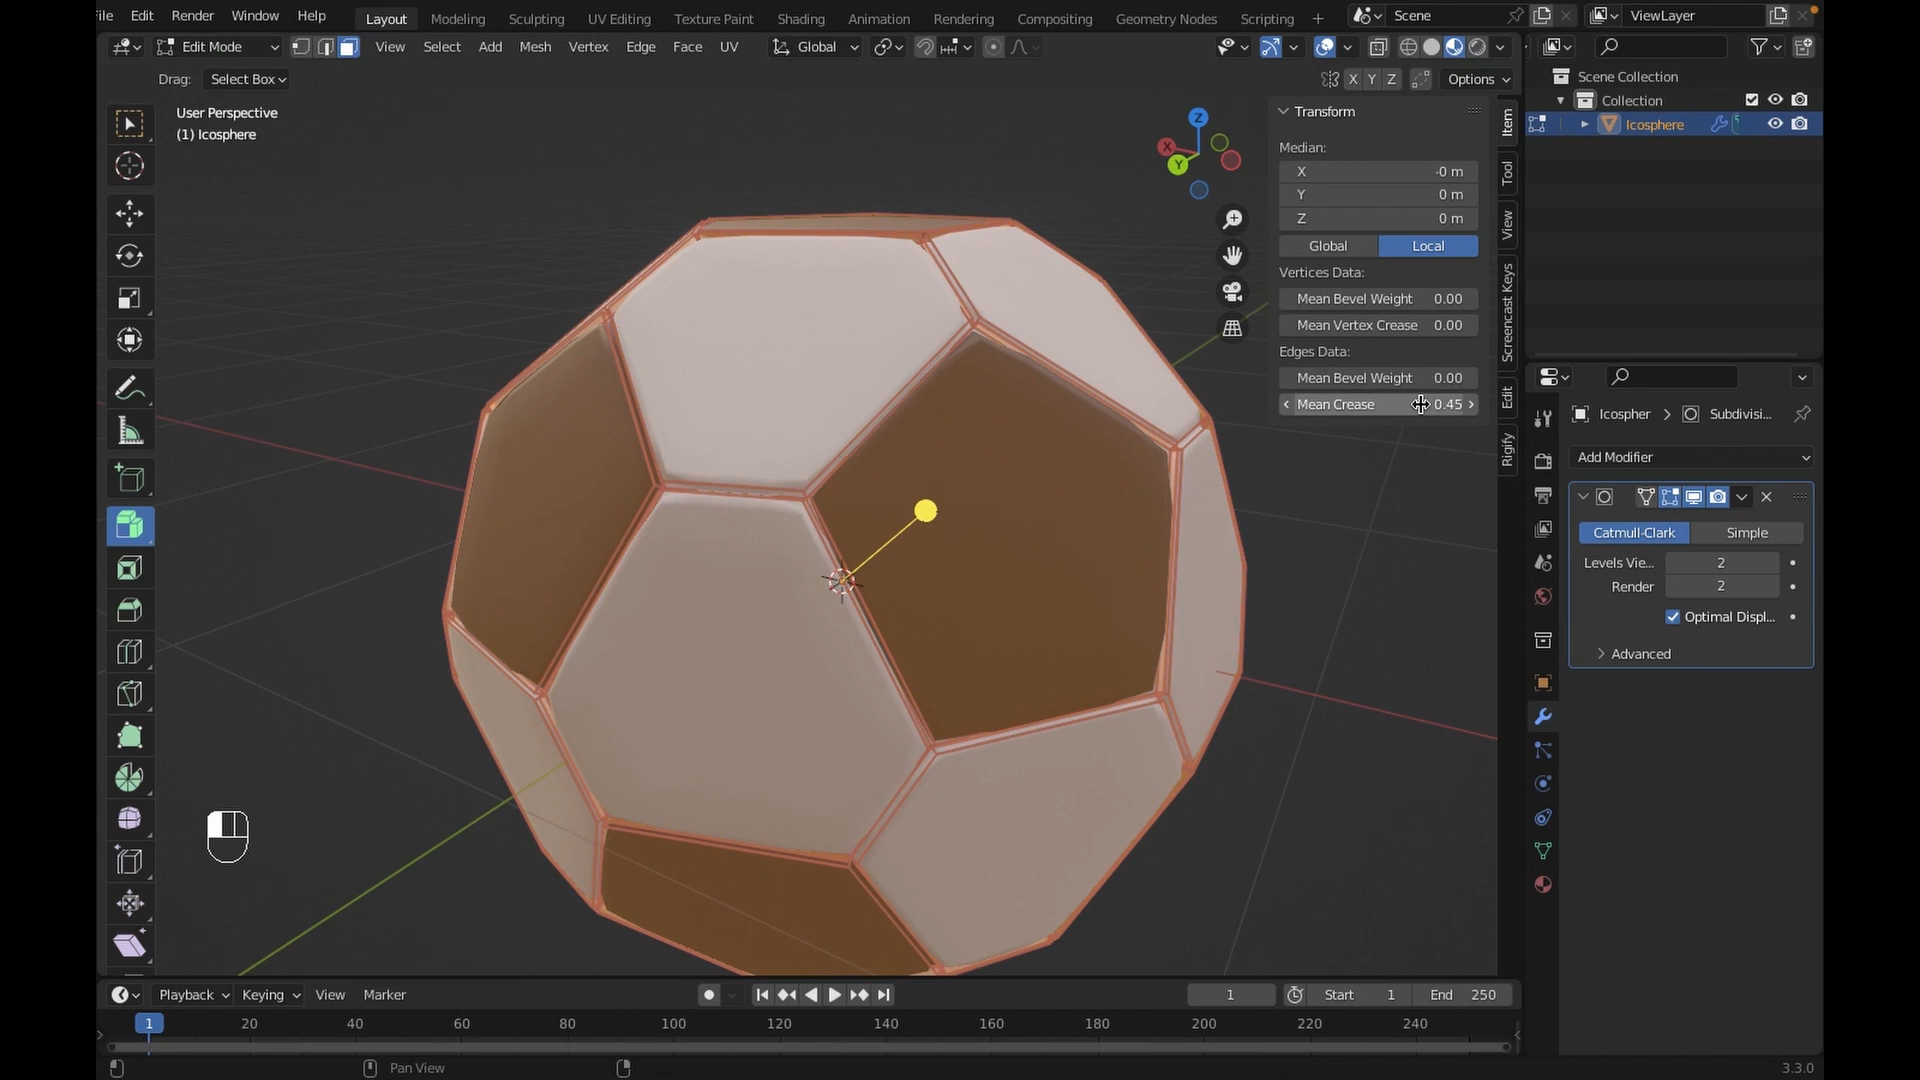 ile Edit Render Window Help Layout Modeling Sculpting UV Editing Texture Paint Shading Animation Rendering Compositing Geometry Nodes Scripting + Scene ViewLayer
Edit Mode View Select Add Mesh Vertex Edge Face UV Global
Drag: Select Box X Y Z Options
User Perspective
(1) Icosphere
Z
X
Y
Transform
Median:
X -0 m
Y 0 m
Z 0 m
Global Local
Vertices Data:
Mean Bevel Weight 0.00
Mean Vertex Crease 0.00
Edges Data:
Mean Bevel Weight 0.00
Mean Crease 0.45
Item
Tool
View
Screencast Keys
Edit
Rigify
Scene Collection
Collection
Icosphere
Icospher Subdivisi...
Add Modifier
Catmull-Clark Simple
Levels Vie... 2
Render 2
Optimal Displ...
Advanced
Playback Keying View Marker 1 Start 1 End 250
1 20 40 60 80 100 120 140 160 180 200 220 240
Pan View 3.3.0